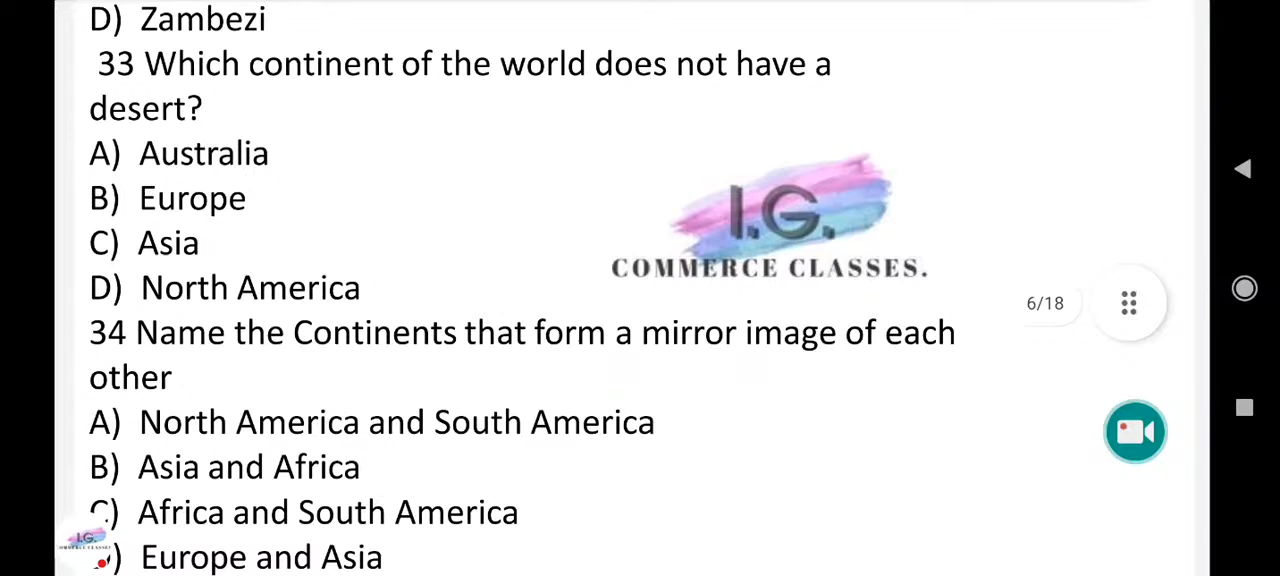 D) Zambezi
33 Which continent of the world does not have a
desert?
A) Australia
B) Europe
C) Asia
D) North America
I.G.
COMMERCE CLASSES.
6/18
34 Name the Continents that form a mirror image of each
other
A) North America and South America
B) Asia and Africa
C) Africa and South America
) Europe and Asia
I.G.
COMMERCE CLASSES